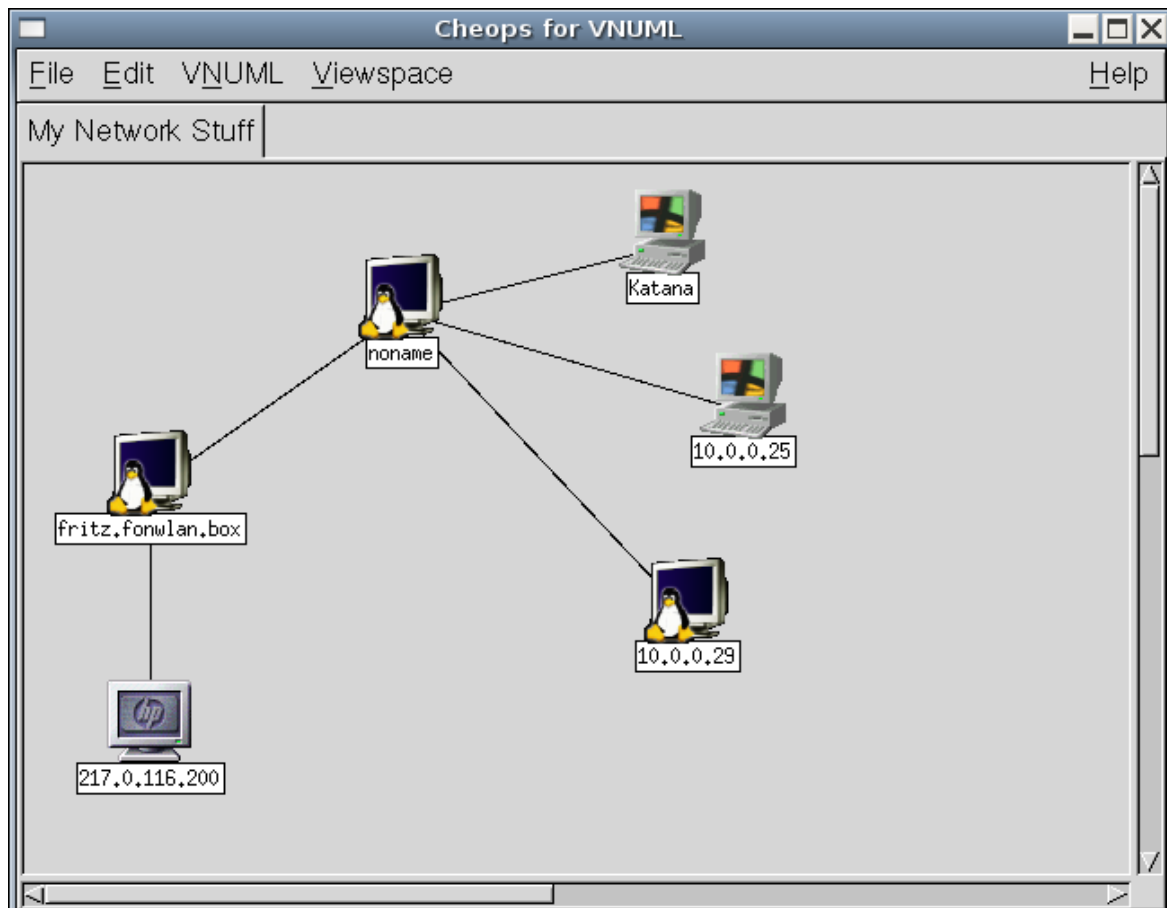 Cheops for VNUML
File Edit VNUML Viewspace Help
My Network Stuff
Katana
noname
10.0.0.25
fritz.fonwlan.box
10.0.0.29
hp
217.0.116.200